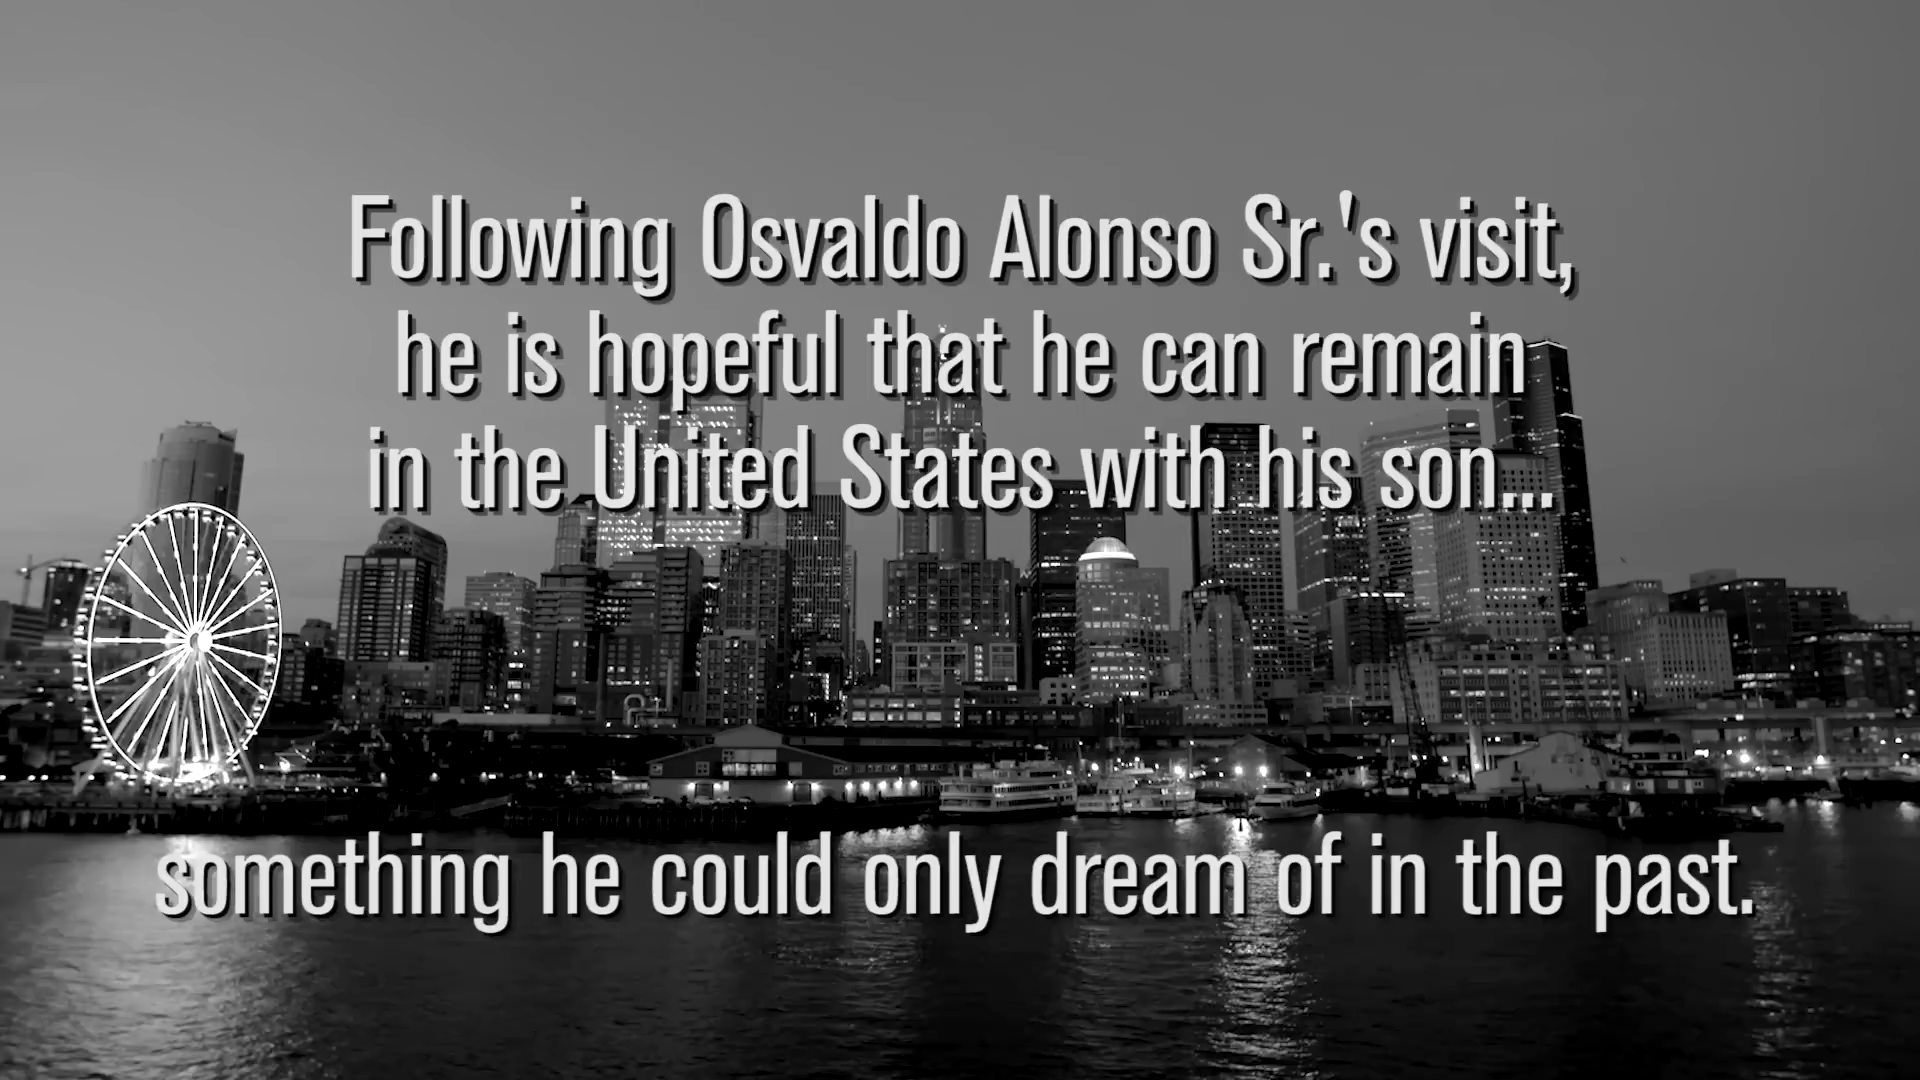 Following Osvaldo Alonso Sr.'s visit,
he is hopeful that he can remain
in the United States with his son...
something he could only dream of in the past.